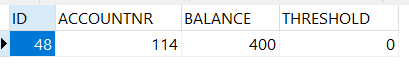 ID ACCOUNTNR BALANCE THRESHOLD
48 114 400 0